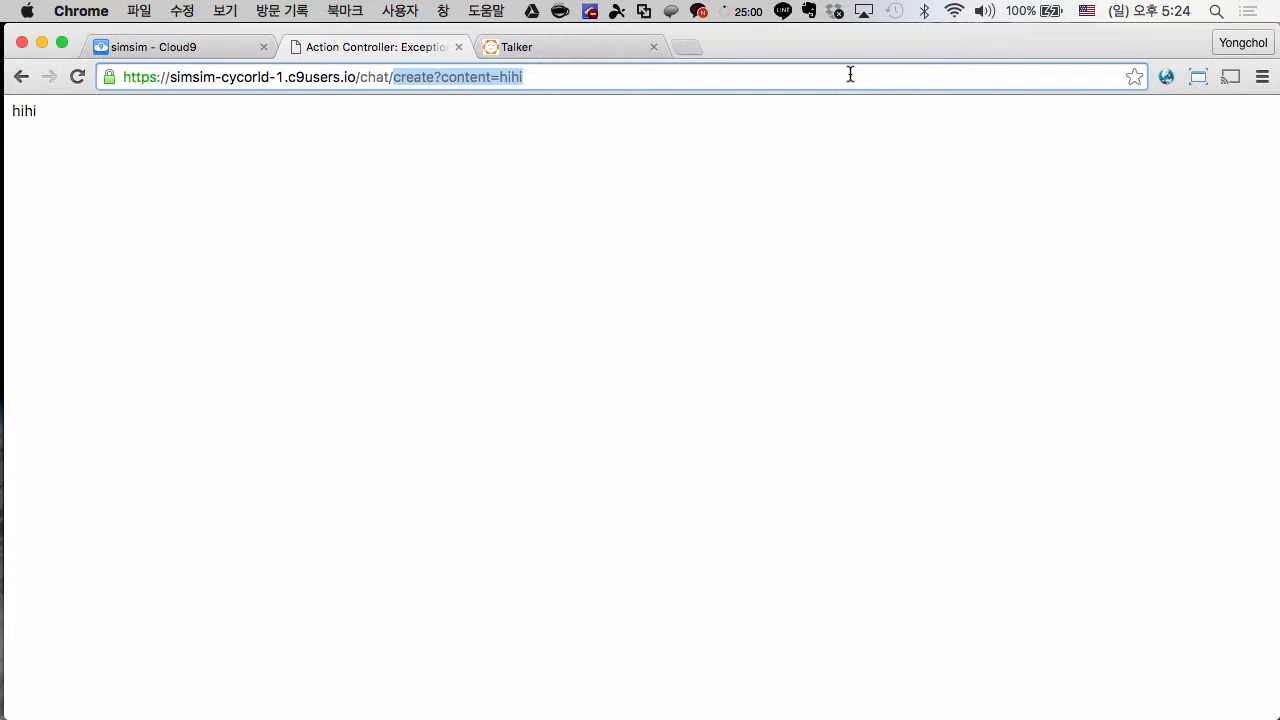 Chrome 파일 수정 보기 방문 기록 북마크 사용자 창 도움말 25:00 LINE 100% (일) 오후 5:24
simsim - Cloud9 Action Controller: Exceptio Talker Yongchol
https://simsim-cycorld-1.c9users.io/chat/create?content=hihi
hihi